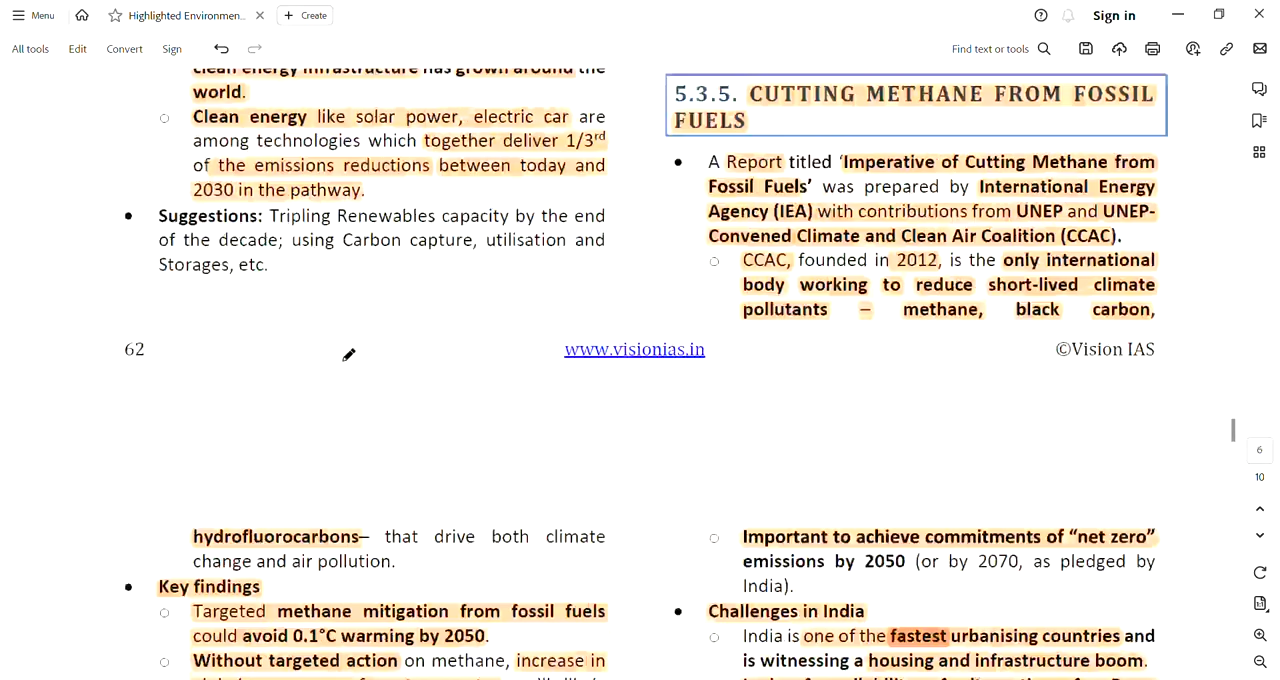 Menu
Highlighted Environmen...
Create
Sign in
All tools
Edit
Convert
Sign
Find text or tools
clean energy infrastructure has grown around the
world.
○ Clean energy like solar power, electric car are
among technologies which together deliver 1/3rd
of the emissions reductions between today and
2030 in the pathway.
• Suggestions: Tripling Renewables capacity by the end
of the decade; using Carbon capture, utilisation and
Storages, etc.
5.3.5. CUTTING METHANE FROM FOSSIL
FUELS
• A Report titled ‘Imperative of Cutting Methane from
Fossil Fuels’ was prepared by International Energy
Agency (IEA) with contributions from UNEP and UNEP-
Convened Climate and Clean Air Coalition (CCAC).
○ CCAC, founded in 2012, is the only international
body working to reduce short-lived climate
pollutants – methane, black carbon,
62
www.visionias.in
©Vision IAS
hydrofluorocarbons– that drive both climate
change and air pollution.
• Key findings
○ Targeted methane mitigation from fossil fuels
could avoid 0.1°C warming by 2050.
○ Without targeted action on methane, increase in
○ Important to achieve commitments of “net zero”
emissions by 2050 (or by 2070, as pledged by
India).
• Challenges in India
○ India is one of the fastest urbanising countries and
is witnessing a housing and infrastructure boom.
6
10